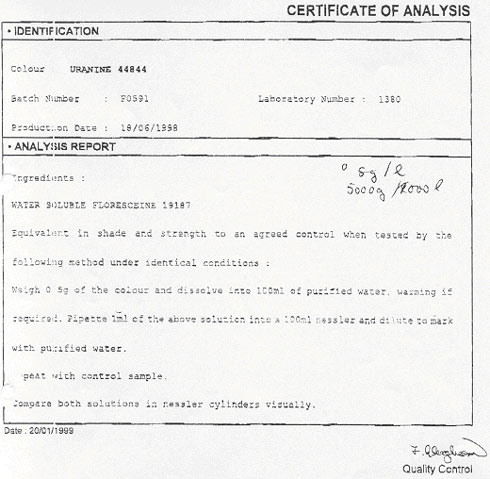 CERTIFICATE OF ANALYSIS
• IDENTIFICATION
Colour : URANINE 44844
Batch Number : F0591 Laboratory Number : 1380
Production Date : 18/06/1998
• ANALYSIS REPORT
Ingredients :
5g / l
5000g / 1000 l
WATER SOLUBLE FLORESCEINE 19187
Equivalent in shade and strength to an agreed control when tested by the
following method under identical conditions :
Weigh 0 5g of the colour and dissolve into 100ml of purified water, warming if
required. Pipette 1ml of the above solution into a 100ml nessler and dilute to mark
with purified water.
peat with control sample.
Compare both solutions in nessler cylinders visually.
Date : 20/01/1999
Quality Control